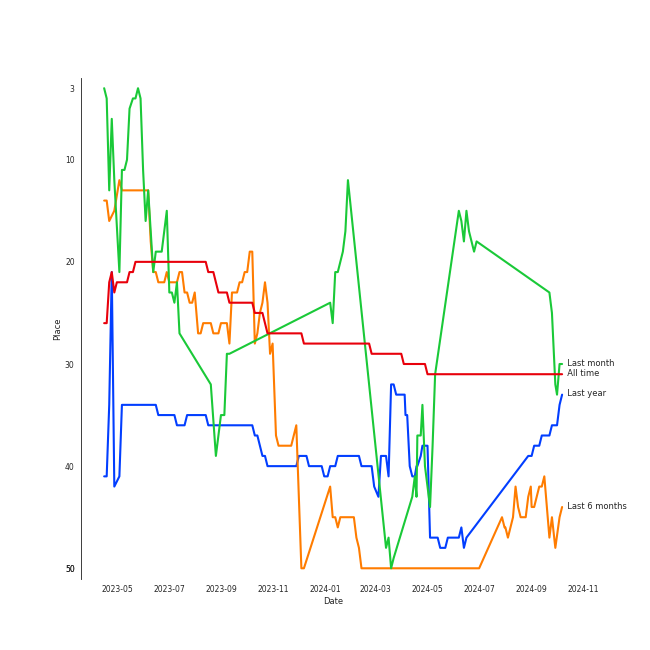 3
10
20
30
40
50
Place
2023-05
2023-07
2023-09
2023-11
2024-01
2024-03
2024-05
2024-07
2024-09
2024-11
Date
Last month
All time
Last year
Last 6 months